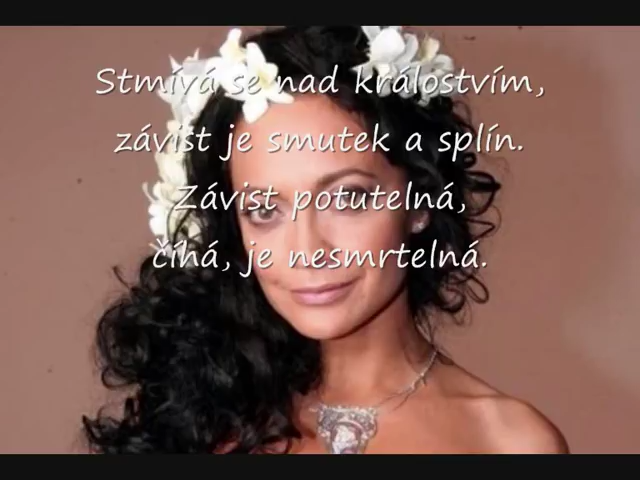 Stmívá se nad královstvím,
závist je smutek a splín.
Závist potutelná,
číhá, je nesmrtelná.